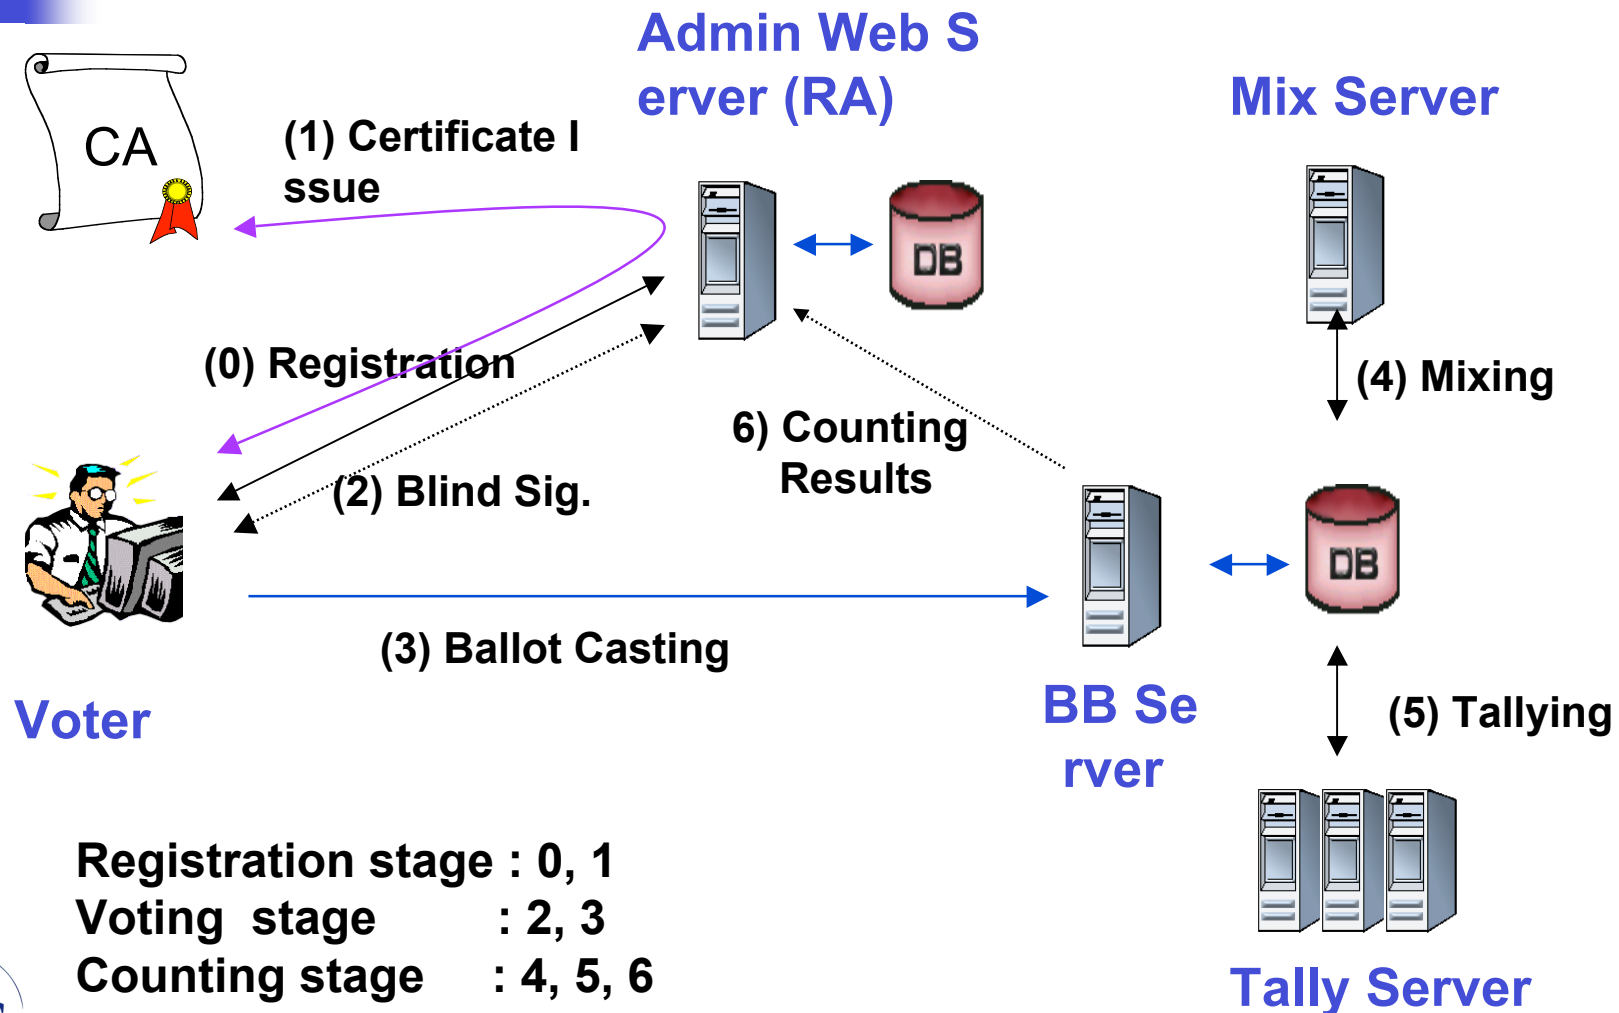 Admin Web S
erver (RA)
Mix Server
CA
(1) Certificate I
ssue
DB
(0) Registration
(4) Mixing
6) Counting
Results
(2) Blind Sig.
DB
(3) Ballot Casting
Voter
BB Se
rver
(5) Tallying
Registration stage : 0, 1
Voting stage : 2, 3
Counting stage : 4, 5, 6
Tally Server